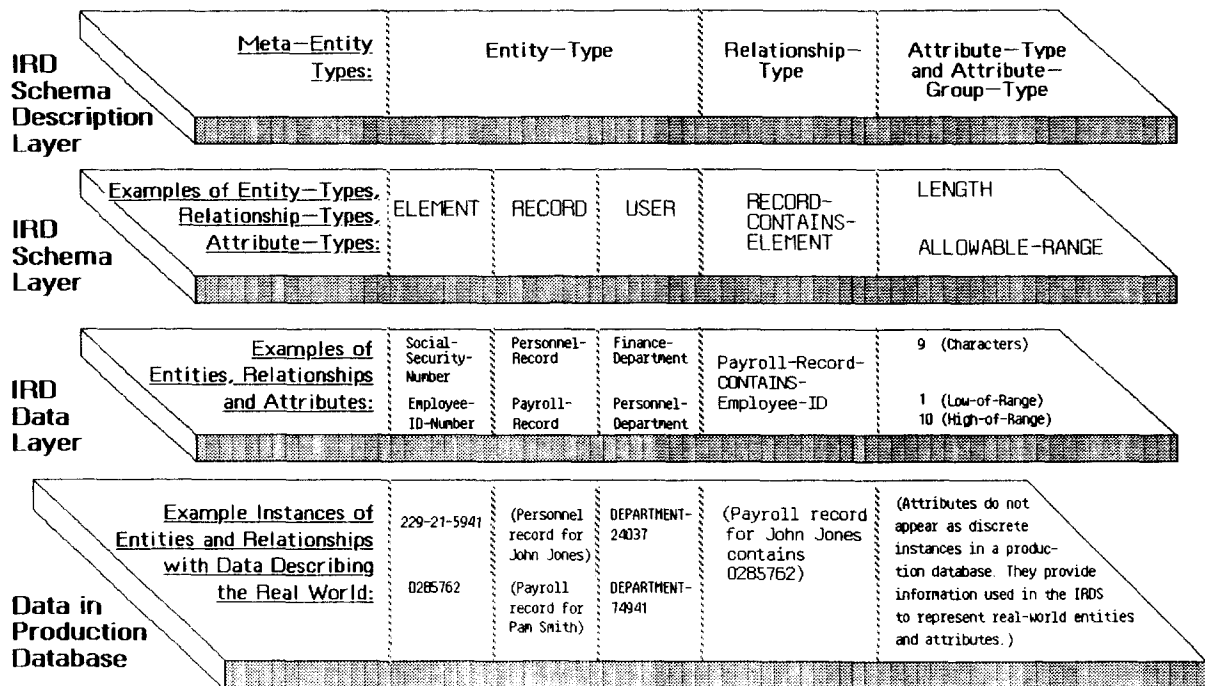 IRD
Schema
Description
Layer
Meta—Entity
Types:
Entity—Type
Relationship—
Type
Attribute—Type
and Attribute—
Group—Type
IRD
Schema
Layer
Examples of Entity—Types,
Relationship—Types,
Attribute—Types:
ELEMENT
RECORD
USER
RECORD-
CONTAINS-
ELEMENT
LENGTH
ALLOWABLE-RANGE
IRD
Data
Layer
Examples of
Entities, Relationships
and Attributes:
Social-
Security-
Number
Employee-
ID-Number
Personnel-
Record
Payroll-
Record
Finance-
Department
Personnel-
Department
Payroll-Record-
CONTAINS-
Employee-ID
9 (Characters)
1 (Low-of-Range)
10 (High-of-Range)
Data in
Production
Database
Example Instances of
Entities and Relationships
with Data Describing
the Real World:
229-21-5941
0285762
(Personnel
record for
John Jones)
(Payroll
record for
Pam Smith)
DEPARTMENT-
24037
DEPARTMENT-
74941
(Payroll record
for John Jones
contains
0285762)
(Attributes do not
appear as discrete
instances in a produc-
tion database. They provide
information used in the IRDS
to represent real-world entities
and attributes.)